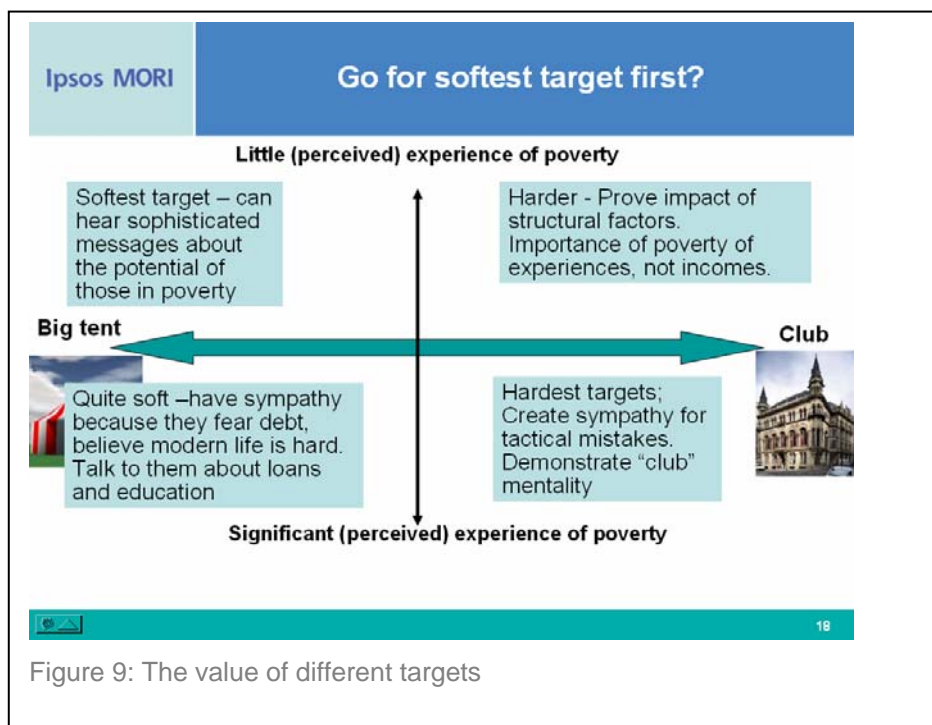 Ipsos MORI
Go for softest target first?
Little (perceived) experience of poverty
Softest target – can
hear sophisticated
messages about
the potential of
those in poverty
Harder - Prove impact of
structural factors.
Importance of poverty of
experiences, not incomes.
Big tent
Club
Quite soft –have sympathy
because they fear debt,
believe modern life is hard.
Talk to them about loans
and education
Hardest targets;
Create sympathy for
tactical mistakes.
Demonstrate “club”
mentality
Significant (perceived) experience of poverty
18
Figure 9: The value of different targets